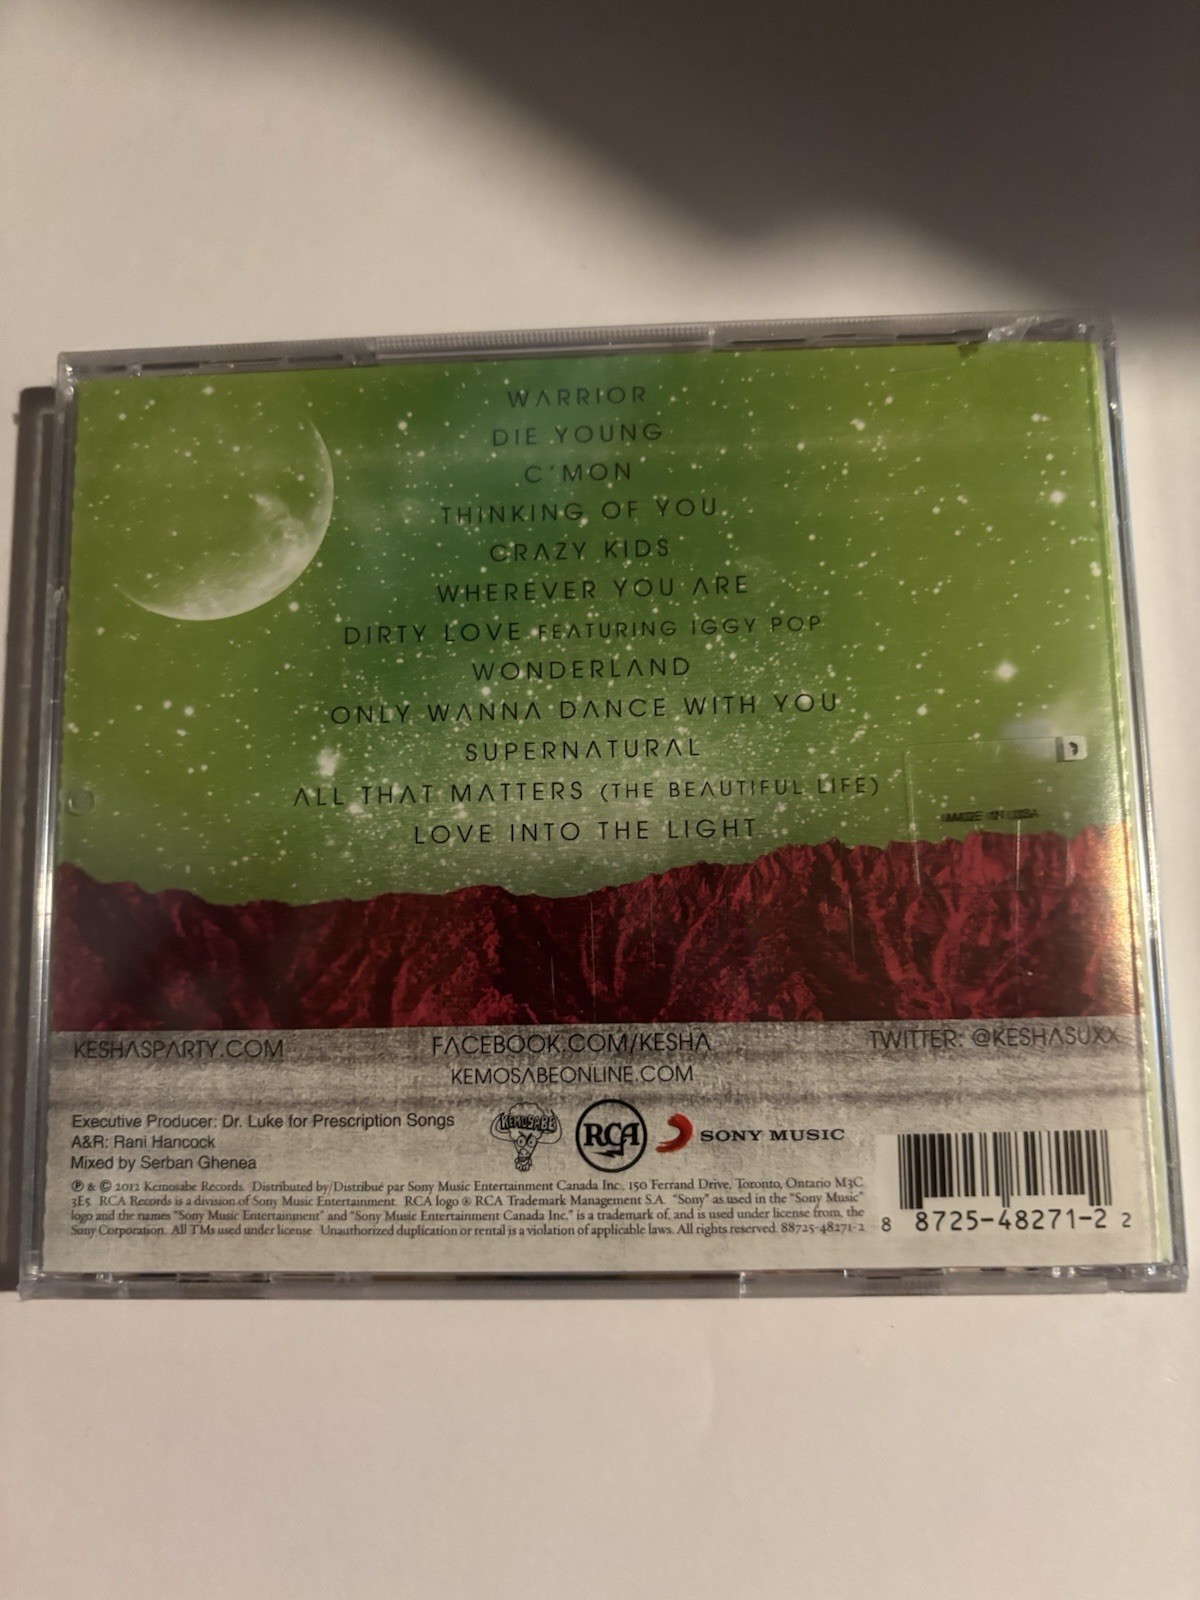 WARRIOR
DIE YOUNG
C'MON
THINKING OF YOU
CRAZY KIDS
WHEREVER YOU ARE
DIRTY LOVE FEATURING IGGY POP
WONDERLAND
ONLY WANNA DANCE WITH YOU
SUPERNATURAL
ALL THAT MATTERS (THE BEAUTIFUL LIFE)
LOVE INTO THE LIGHT
MADE IN USA
KESHASPARTY.COM FACEBOOK.COM/KESHA TWITTER: @KESHASUXX
KEMOSABEONLINE.COM
Executive Producer: Dr. Luke for Prescription Songs
A&R: Rani Hancock
Mixed by Serban Ghenea
KEMOSABE RCA SONY MUSIC
℗ & © 2012 Kemosabe Records. Distributed by/Distribué par Sony Music Entertainment Canada Inc., 150 Ferrand Drive, Toronto, Ontario M3C
3E5. RCA Records is a division of Sony Music Entertainment. RCA logo ® RCA Trademark Management S.A. "Sony" as used in the "Sony Music"
logo and the names "Sony Music Entertainment" and "Sony Music Entertainment Canada Inc." is a trademark of, and is used under license from, the
Sony Corporation. All TMs used under license Unauthorized duplication or rental is a violation of applicable laws. All rights reserved. 88725-48271-2
8 8725-48271-2 2